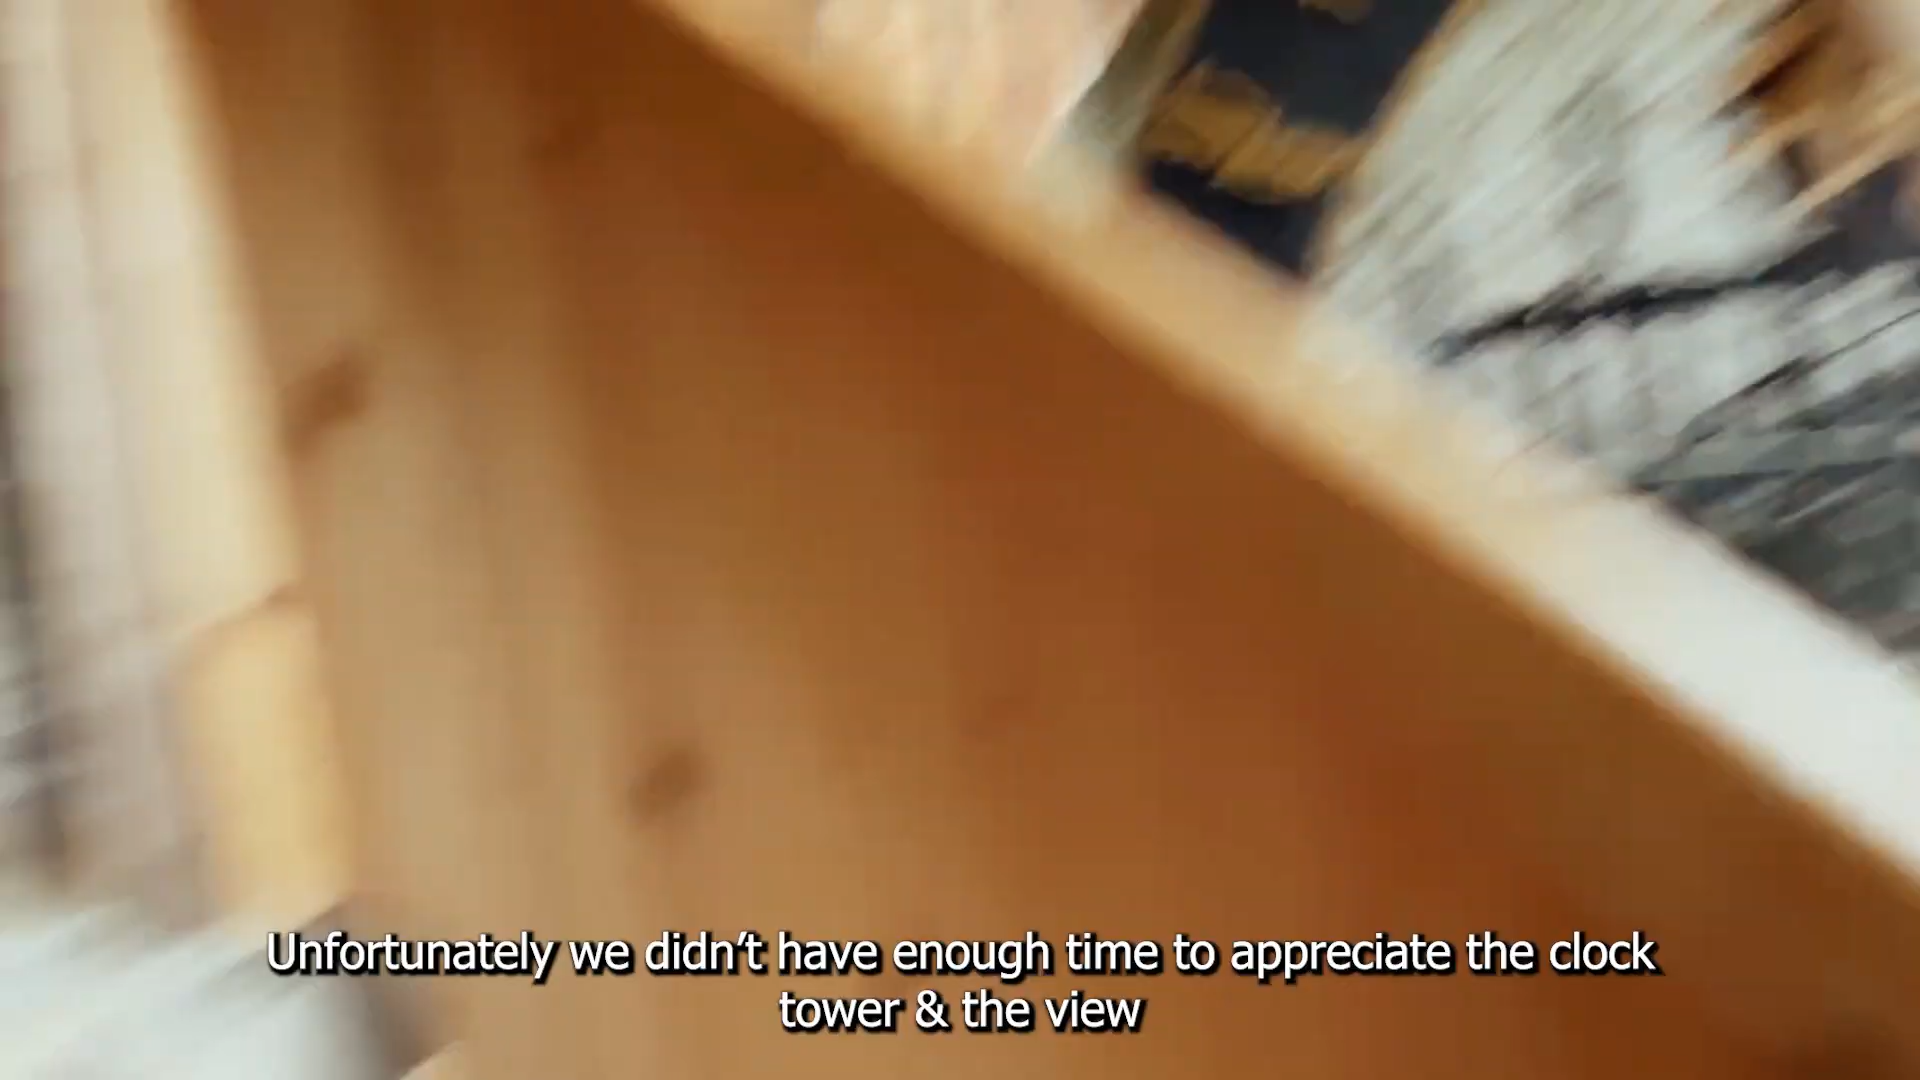 Unfortunately we didn’t have enough time to appreciate the clock
tower & the view